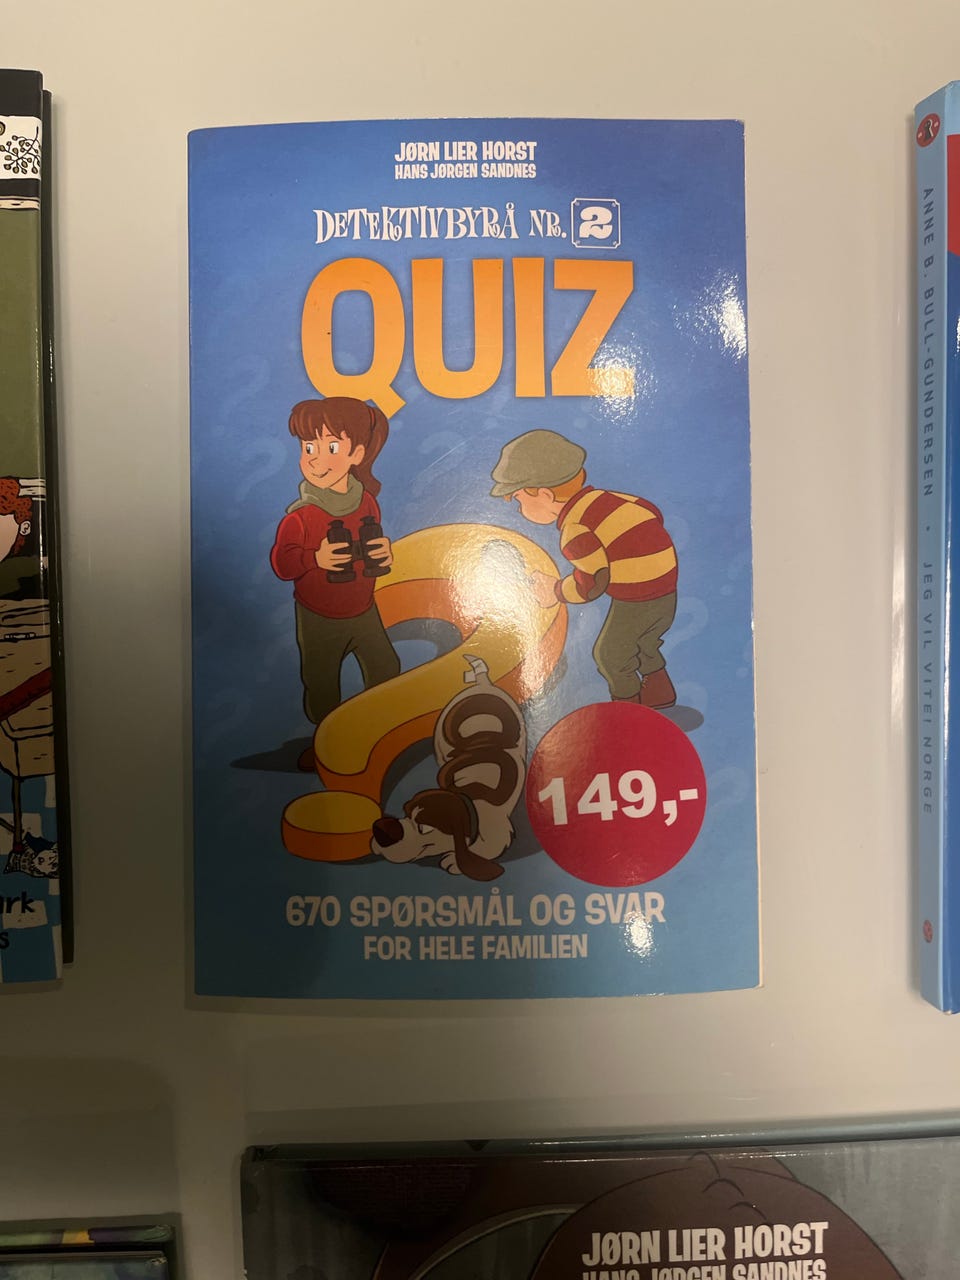 JØRN LIER HORST
HANS JØRGEN SANDNES
DETEKTIVBYRÅ NR. 2
QUIZ
149,-
670 SPØRSMÅL OG SVAR
FOR HELE FAMILIEN
ANNE B. BULL-GUNDERSEN • JEG VIL VITE! NORGE
JØRN LIER HORST
HANS JØRGEN SANDNES